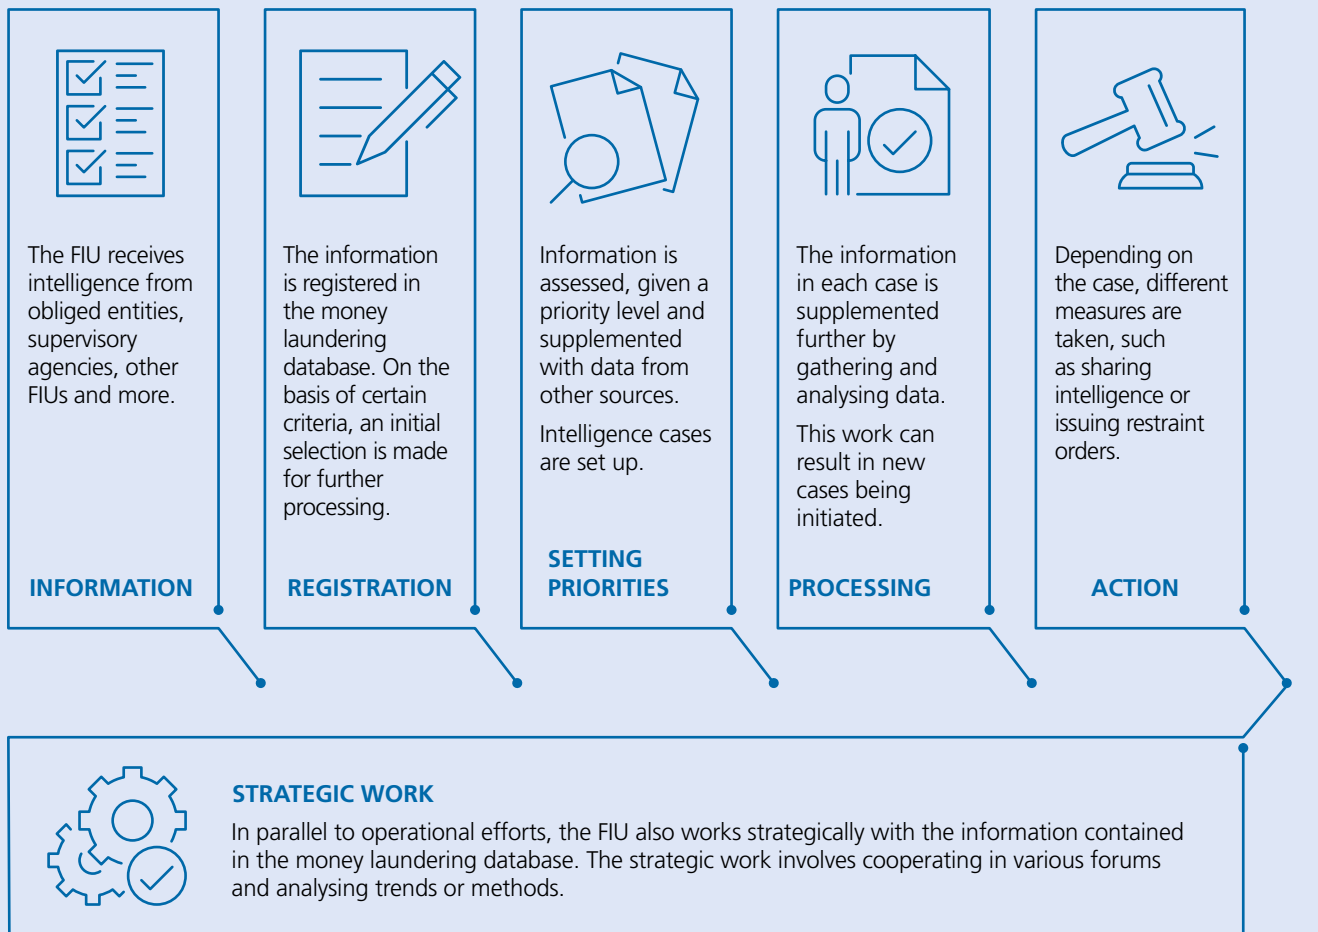 The FIU receives
intelligence from
obliged entities,
supervisory
agencies, other
FIUs and more.
INFORMATION
The information
is registered in
the money
laundering
database. On the
basis of certain
criteria, an initial
selection is made
for further
processing.
REGISTRATION
Information is
assessed, given a
priority level and
supplemented
with data from
other sources.
Intelligence cases
are set up.
SETTING
PRIORITIES
The information
in each case is
supplemented
further by
gathering and
analysing data.
This work can
result in new
cases being
initiated.
PROCESSING
Depending on
the case, different
measures are
taken, such
as sharing
intelligence or
issuing restraint
orders.
ACTION
STRATEGIC WORK
In parallel to operational efforts, the FIU also works strategically with the information contained
in the money laundering database. The strategic work involves cooperating in various forums
and analysing trends or methods.